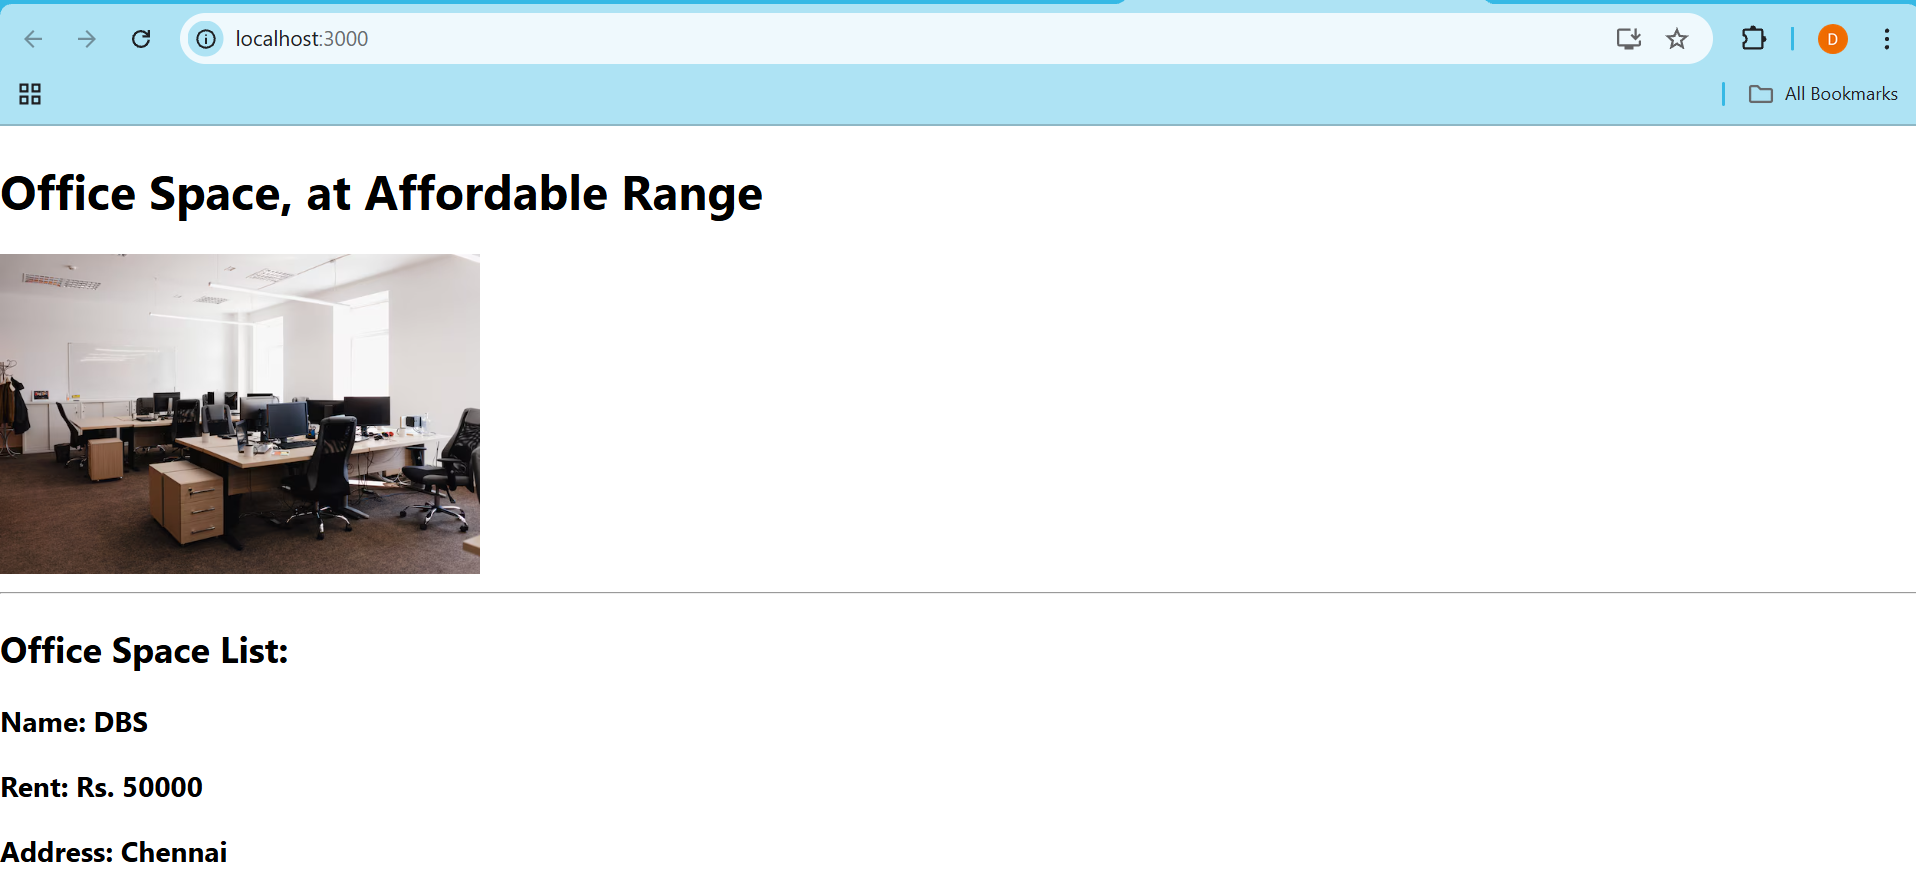 localhost:3000
D
All Bookmarks
Office Space, at Affordable Range
Office Space List:
Name: DBS
Rent: Rs. 50000
Address: Chennai